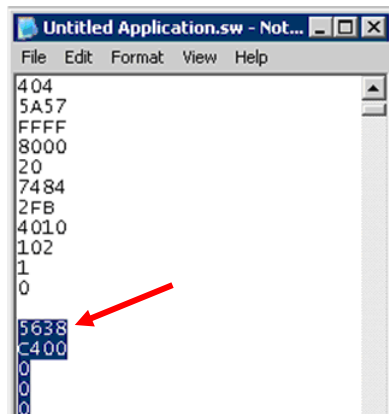 Untitled Application.sw - Not...
File Edit Format View Help
404
5A57
FFFF
8000
20
7484
2FB
4010
102
1
0
5638
C400
0
0
0